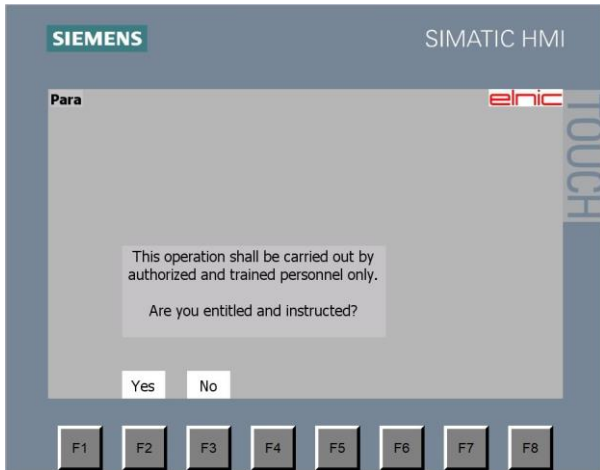 SIEMENS
SIMATIC HMI
Para
elnic
TOUCH
This operation shall be carried out by
authorized and trained personnel only.
Are you entitled and instructed?
Yes No
F1 F2 F3 F4 F5 F6 F7 F8